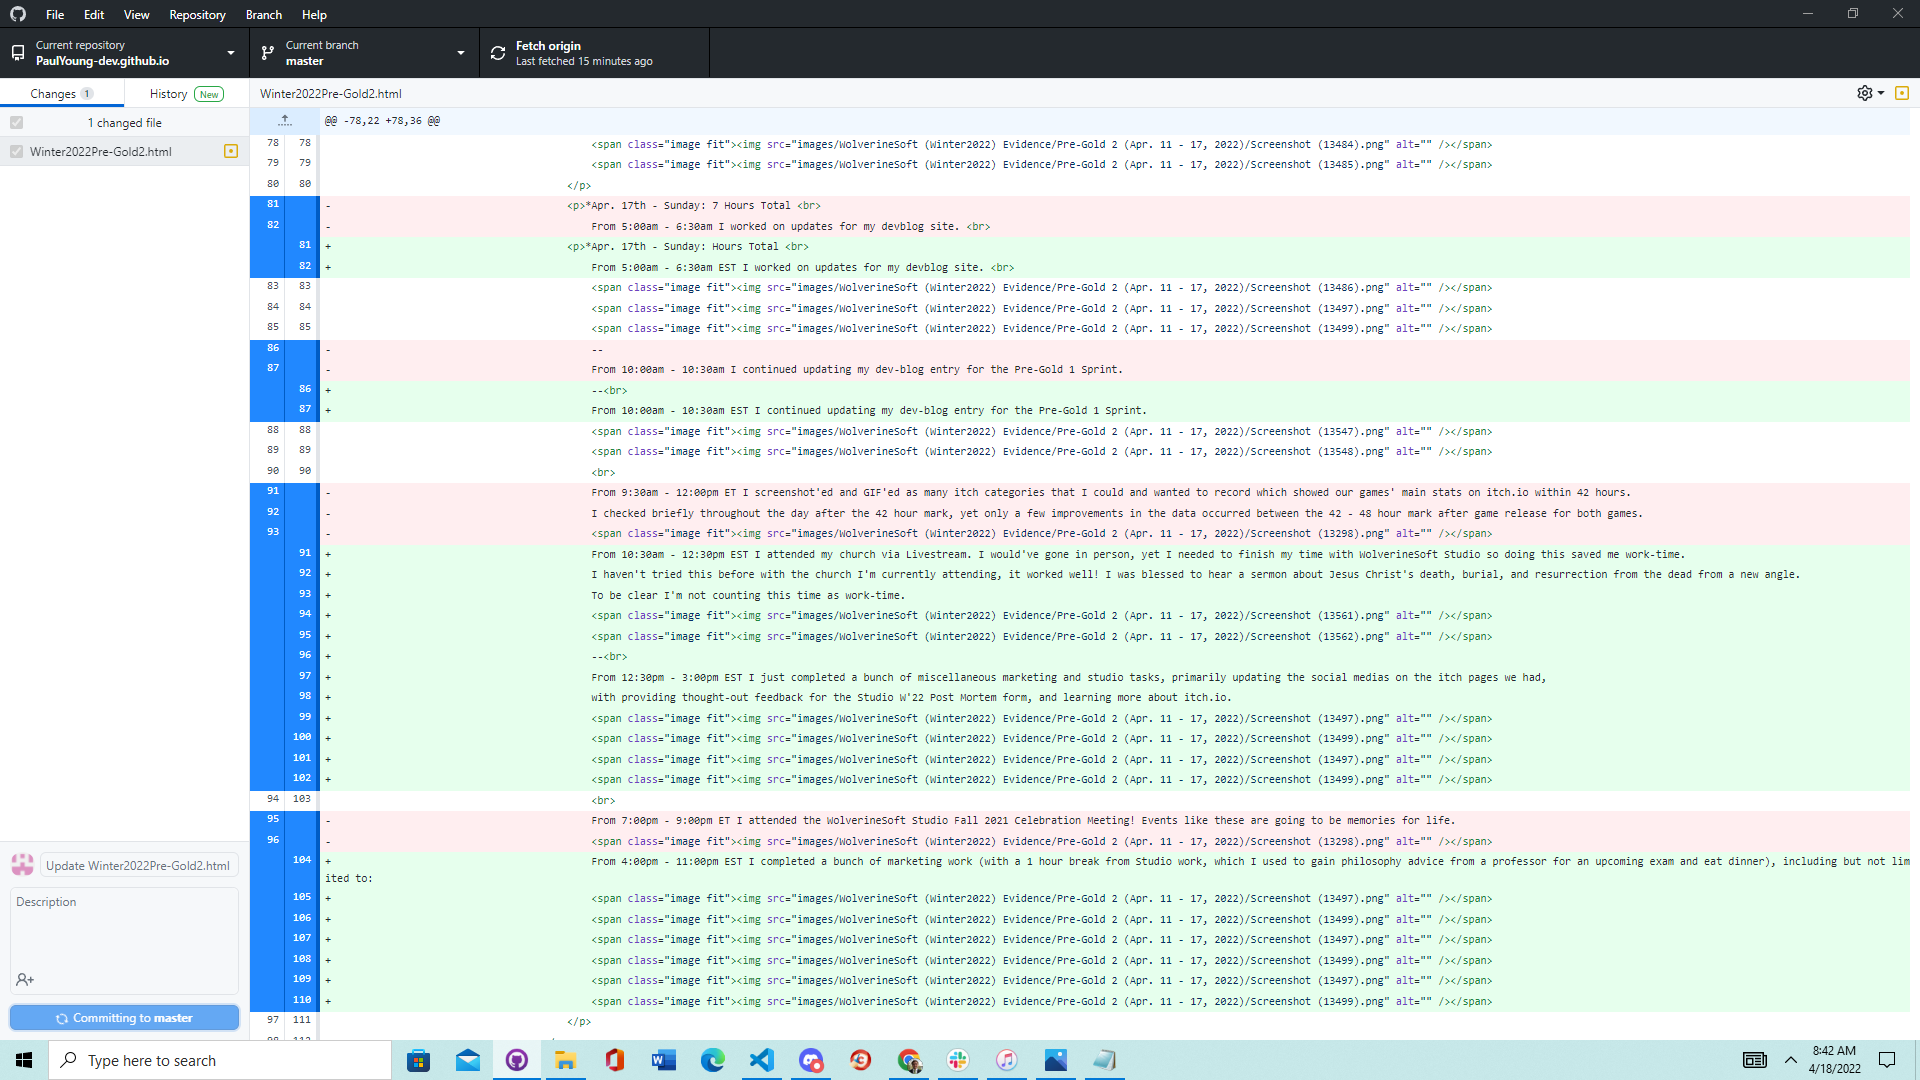 File Edit View Repository Branch Help
Current repository
PaulYoung-dev.github.io
Current branch
master
Fetch origin
Last fetched 15 minutes ago
Changes 1
History New
Winter2022Pre-Gold2.html
1 changed file
Winter2022Pre-Gold2.html
@@ -78,22 +78,36 @@
78 78 <span class="image fit"><img src="images/WolverineSoft (Winter2022) Evidence/Pre-Gold 2 (Apr. 11 - 17, 2022)/Screenshot (13484).png" alt="" /></span>
79 79 <span class="image fit"><img src="images/WolverineSoft (Winter2022) Evidence/Pre-Gold 2 (Apr. 11 - 17, 2022)/Screenshot (13485).png" alt="" /></span>
80 80 </p>
81 - <p>*Apr. 17th - Sunday: 7 Hours Total <br>
82 - From 5:00am - 6:30am I worked on updates for my devblog site. <br>
81 + <p>*Apr. 17th - Sunday: Hours Total <br>
82 + From 5:00am - 6:30am EST I worked on updates for my devblog site. <br>
83 83 <span class="image fit"><img src="images/WolverineSoft (Winter2022) Evidence/Pre-Gold 2 (Apr. 11 - 17, 2022)/Screenshot (13486).png" alt="" /></span>
84 84 <span class="image fit"><img src="images/WolverineSoft (Winter2022) Evidence/Pre-Gold 2 (Apr. 11 - 17, 2022)/Screenshot (13497).png" alt="" /></span>
85 85 <span class="image fit"><img src="images/WolverineSoft (Winter2022) Evidence/Pre-Gold 2 (Apr. 11 - 17, 2022)/Screenshot (13499).png" alt="" /></span>
86 - --
87 - From 10:00am - 10:30am I continued updating my dev-blog entry for the Pre-Gold 1 Sprint.
86 + --<br>
87 + From 10:00am - 10:30am EST I continued updating my dev-blog entry for the Pre-Gold 1 Sprint.
88 88 <span class="image fit"><img src="images/WolverineSoft (Winter2022) Evidence/Pre-Gold 2 (Apr. 11 - 17, 2022)/Screenshot (13547).png" alt="" /></span>
89 89 <span class="image fit"><img src="images/WolverineSoft (Winter2022) Evidence/Pre-Gold 2 (Apr. 11 - 17, 2022)/Screenshot (13548).png" alt="" /></span>
90 90 <br>
91 - From 9:30am - 12:00pm ET I screenshot'ed and GIF'ed as many itch categories that I could and wanted to record which showed our games' main stats on itch.io within 42 hours.
92 - I checked briefly throughout the day after the 42 hour mark, yet only a few improvements in the data occurred between the 42 - 48 hour mark after game release for both games.
93 - <span class="image fit"><img src="images/WolverineSoft (Winter2022) Evidence/Pre-Gold 2 (Apr. 11 - 17, 2022)/Screenshot (13298).png" alt="" /></span>
91 + From 10:30am - 12:30pm EST I attended my church via Livestream. I would've gone in person, yet I needed to finish my time with WolverineSoft Studio so doing this saved me work-time.
92 + I haven't tried this before with the church I'm currently attending, it worked well! I was blessed to hear a sermon about Jesus Christ's death, burial, and resurrection from the dead from a new angle.
93 + To be clear I'm not counting this time as work-time.
94 + <span class="image fit"><img src="images/WolverineSoft (Winter2022) Evidence/Pre-Gold 2 (Apr. 11 - 17, 2022)/Screenshot (13561).png" alt="" /></span>
95 + <span class="image fit"><img src="images/WolverineSoft (Winter2022) Evidence/Pre-Gold 2 (Apr. 11 - 17, 2022)/Screenshot (13562).png" alt="" /></span>
96 + --<br>
97 + From 12:30pm - 3:00pm EST I just completed a bunch of miscellaneous marketing and studio tasks, primarily updating the social medias on the itch pages we had,
98 + with providing thought-out feedback for the Studio W'22 Post Mortem form, and learning more about itch.io.
99 + <span class="image fit"><img src="images/WolverineSoft (Winter2022) Evidence/Pre-Gold 2 (Apr. 11 - 17, 2022)/Screenshot (13497).png" alt="" /></span>
100 + <span class="image fit"><img src="images/WolverineSoft (Winter2022) Evidence/Pre-Gold 2 (Apr. 11 - 17, 2022)/Screenshot (13499).png" alt="" /></span>
101 + <span class="image fit"><img src="images/WolverineSoft (Winter2022) Evidence/Pre-Gold 2 (Apr. 11 - 17, 2022)/Screenshot (13497).png" alt="" /></span>
102 + <span class="image fit"><img src="images/WolverineSoft (Winter2022) Evidence/Pre-Gold 2 (Apr. 11 - 17, 2022)/Screenshot (13499).png" alt="" /></span>
94 103 <br>
95 - From 7:00pm - 9:00pm ET I attended the WolverineSoft Studio Fall 2021 Celebration Meeting! Events like these are going to be memories for life.
96 - <span class="image fit"><img src="images/WolverineSoft (Winter2022) Evidence/Pre-Gold 2 (Apr. 11 - 17, 2022)/Screenshot (13298).png" alt="" /></span>
104 + From 4:00pm - 11:00pm EST I completed a bunch of marketing work (with a 1 hour break from Studio work, which I used to gain philosophy advice from a professor for an upcoming exam and eat dinner), including but not lim
ited to:
105 + <span class="image fit"><img src="images/WolverineSoft (Winter2022) Evidence/Pre-Gold 2 (Apr. 11 - 17, 2022)/Screenshot (13497).png" alt="" /></span>
106 + <span class="image fit"><img src="images/WolverineSoft (Winter2022) Evidence/Pre-Gold 2 (Apr. 11 - 17, 2022)/Screenshot (13499).png" alt="" /></span>
107 + <span class="image fit"><img src="images/WolverineSoft (Winter2022) Evidence/Pre-Gold 2 (Apr. 11 - 17, 2022)/Screenshot (13497).png" alt="" /></span>
108 + <span class="image fit"><img src="images/WolverineSoft (Winter2022) Evidence/Pre-Gold 2 (Apr. 11 - 17, 2022)/Screenshot (13499).png" alt="" /></span>
109 + <span class="image fit"><img src="images/WolverineSoft (Winter2022) Evidence/Pre-Gold 2 (Apr. 11 - 17, 2022)/Screenshot (13497).png" alt="" /></span>
110 + <span class="image fit"><img src="images/WolverineSoft (Winter2022) Evidence/Pre-Gold 2 (Apr. 11 - 17, 2022)/Screenshot (13499).png" alt="" /></span>
97 111 </p>
Update Winter2022Pre-Gold2.html
Description
Committing to master
Type here to search
8:42 AM
4/18/2022